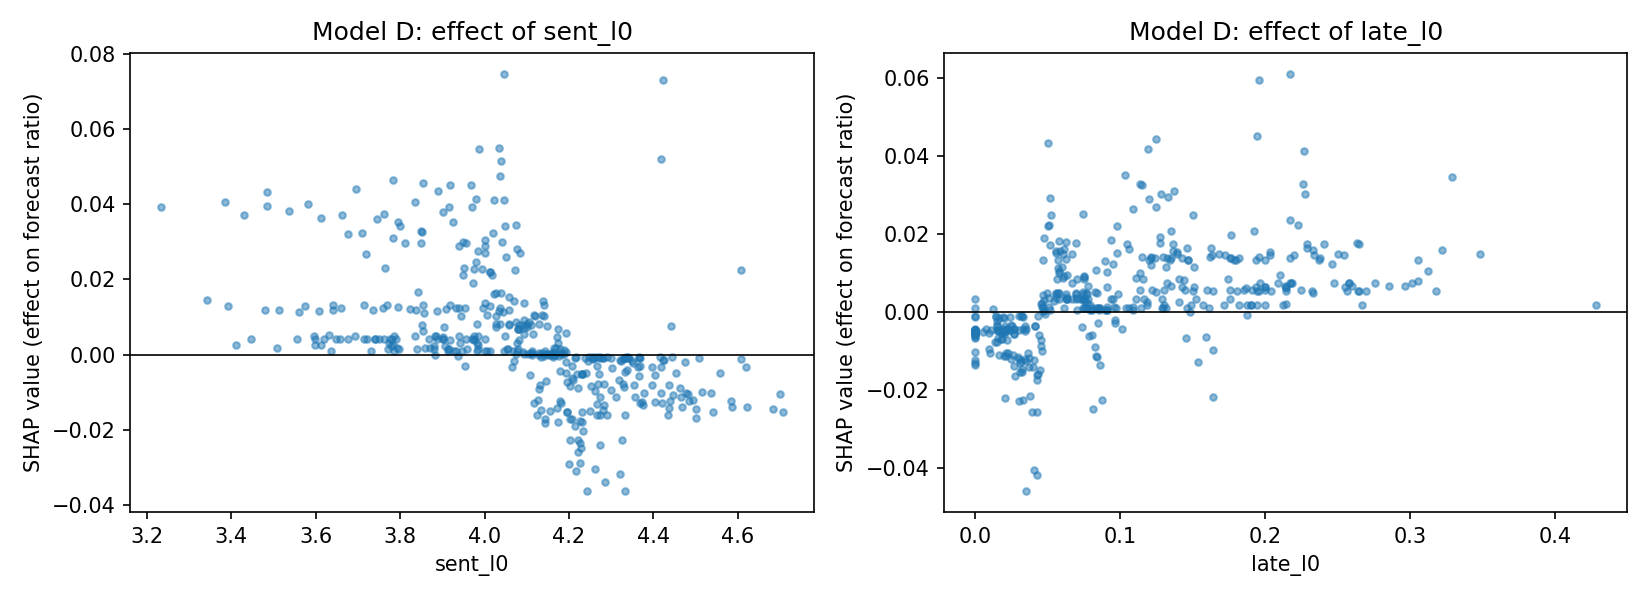 Model D: effect of sent_l0
SHAP value (effect on forecast ratio)
0.08
0.06
0.04
0.02
0.00
−0.02
−0.04
3.2 3.4 3.6 3.8 4.0 4.2 4.4 4.6
sent_l0
Model D: effect of late_l0
SHAP value (effect on forecast ratio)
0.06
0.04
0.02
0.00
−0.02
−0.04
0.0 0.1 0.2 0.3 0.4
late_l0